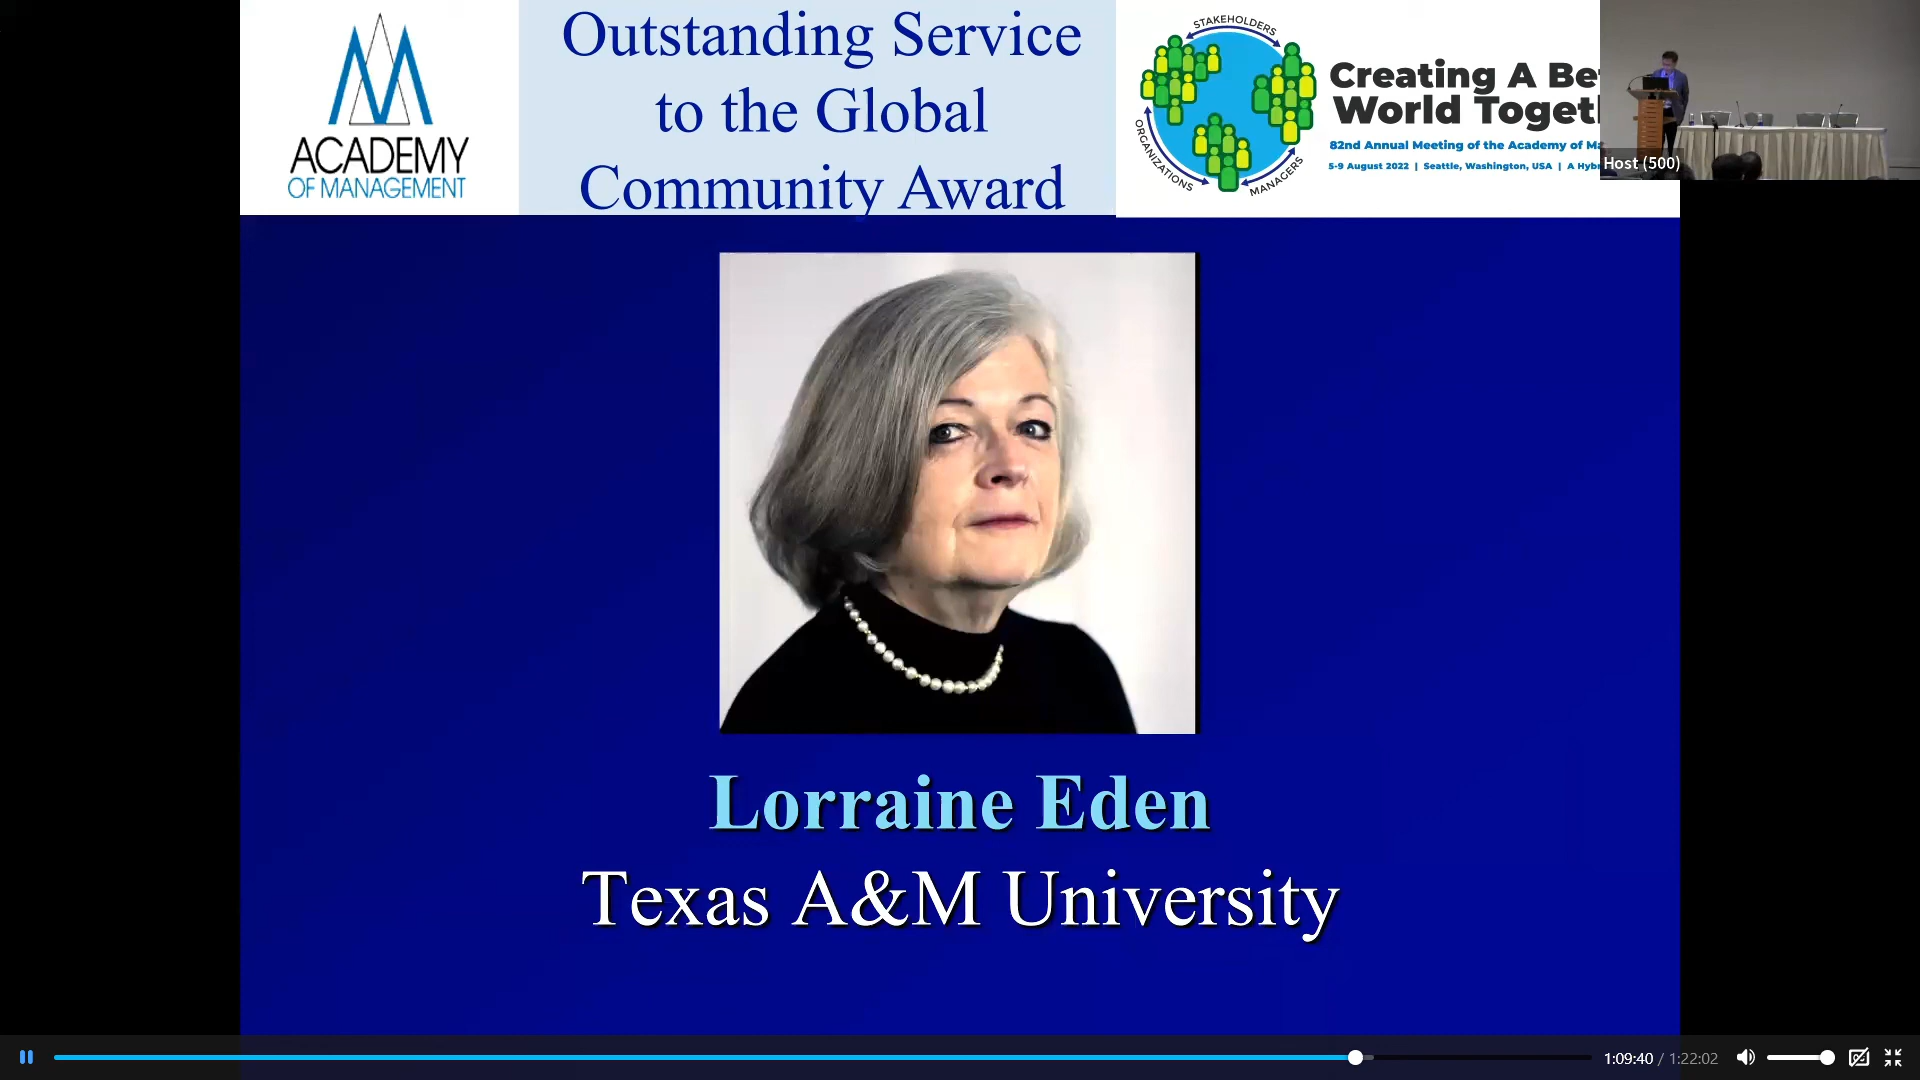 ACADEMY
OF MANAGEMENT
Outstanding Service
to the Global
Community Award
STAKEHOLDERS
ORGANIZATIONS
MANAGERS
Creating A Be
World Toget
82nd Annual Meeting of the Academy of Ma
5-9 August 2022 | Seattle, Washington, USA | A Hyb
Host (500)
Lorraine Eden
Texas A&M University
1:09:40 / 1:22:02